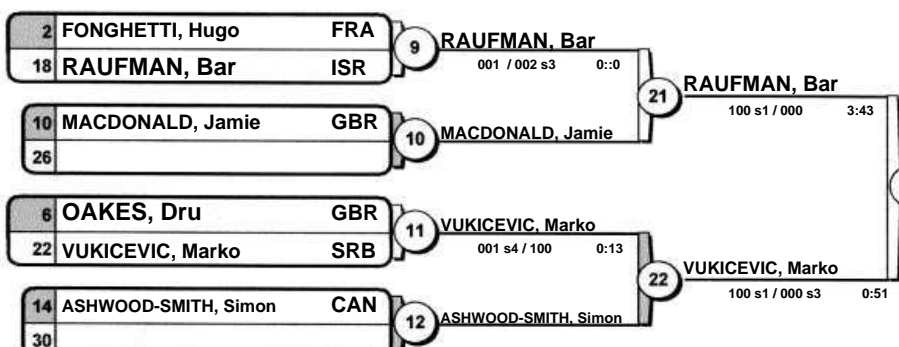 2 FONGHETTI, Hugo FRA
18 RAUFMAN, Bar ISR
9
RAUFMAN, Bar
001 / 002 s3 0::0
10 MACDONALD, Jamie GBR
26
10
MACDONALD, Jamie
21
RAUFMAN, Bar
100 s1 / 000 3:43
6 OAKES, Dru GBR
22 VUKICEVIC, Marko SRB
11
VUKICEVIC, Marko
001 s4 / 100 0:13
14 ASHWOOD-SMITH, Simon CAN
30
12
ASHWOOD-SMITH, Simon
22
VUKICEVIC, Marko
100 s1 / 000 s3 0:51